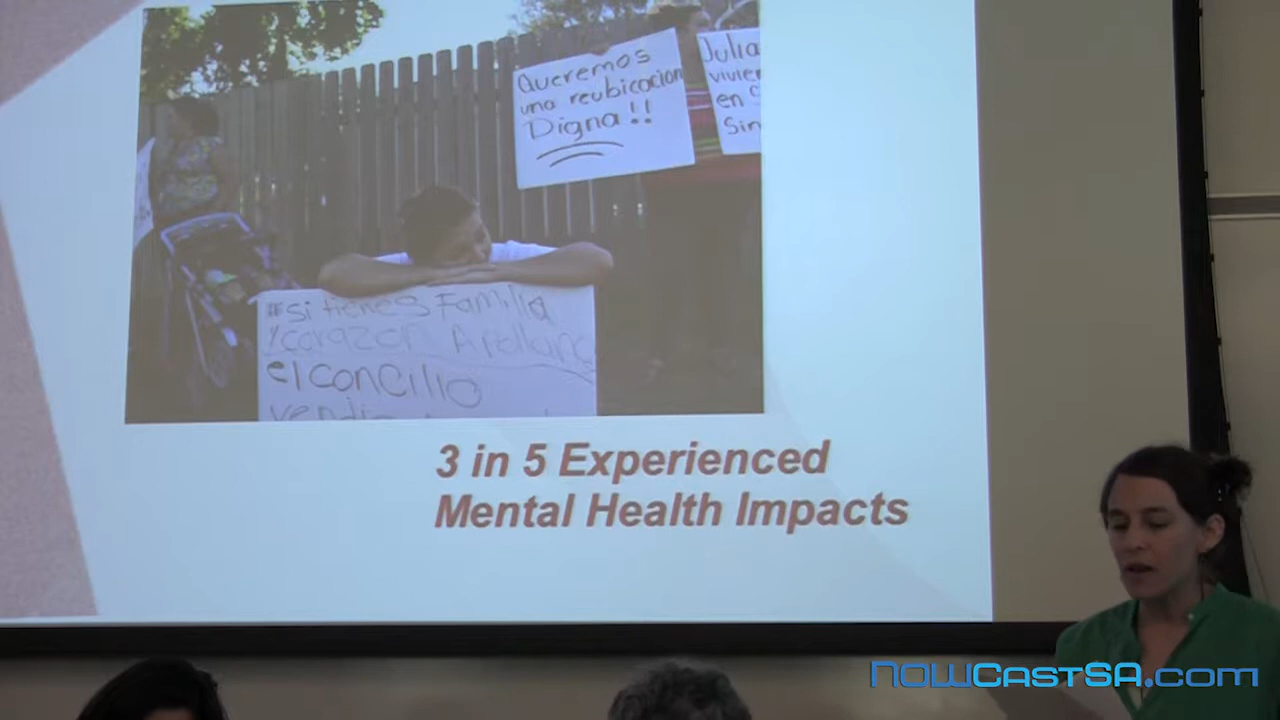 Queremos
una reubicacion
Digna!!
Julia
vivier
en
Sin
#si tienes Familia
Y corazon
el concilio
3 in 5 Experienced
Mental Health Impacts
NOWCastSA.com